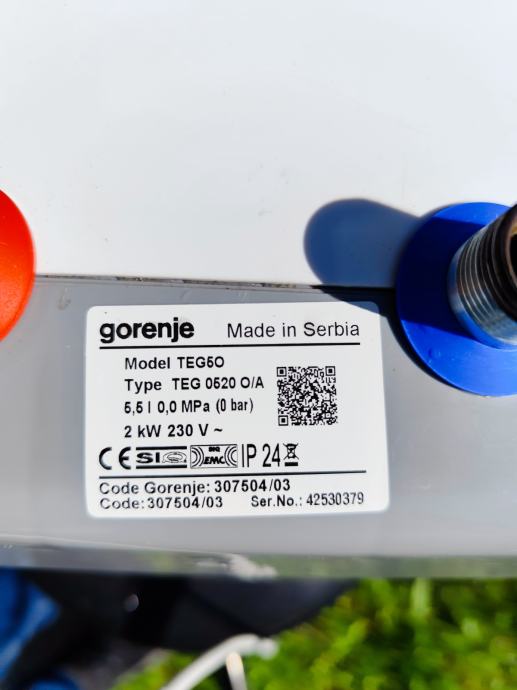 gorenje Made in Serbia
Model TEG5O
Type TEG 0520 O/A
5,5 l 0,0 MPa (0 bar)
2 kW 230 V ~
CE SIQ SIQ EMC IP 24
Code Gorenje: 307504/03
Code: 307504/03 Ser.No.: 42530379